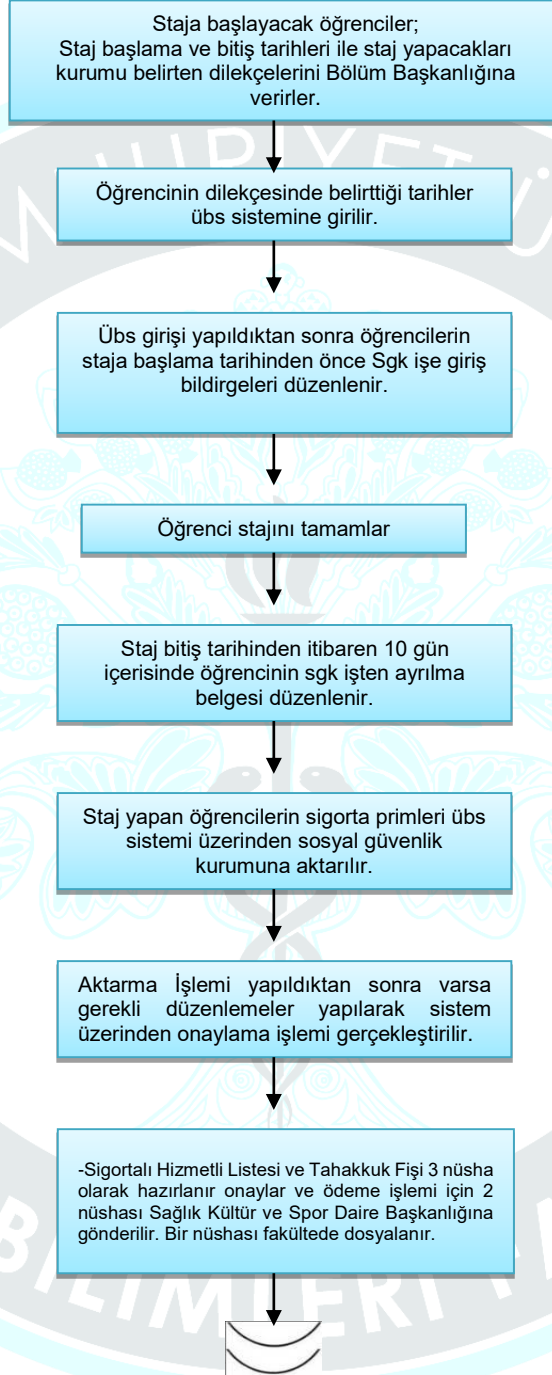 Staja başlayacak öğrenciler;
Staj başlama ve bitiş tarihleri ile staj yapacakları
kurumu belirten dilekçelerini Bölüm Başkanlığına
verirler.
Öğrencinin dilekçesinde belirttiği tarihler
übs sistemine girilir.
Übs girişi yapıldıktan sonra öğrencilerin
staja başlama tarihinden önce Sgk işe giriş
bildirgeleri düzenlenir.
Öğrenci stajını tamamlar
Staj bitiş tarihinden itibaren 10 gün
içerisinde öğrencinin sgk işten ayrılma
belgesi düzenlenir.
Staj yapan öğrencilerin sigorta primleri übs
sistemi üzerinden sosyal güvenlik
kurumuna aktarılır.
Aktarma İşlemi yapıldıktan sonra varsa
gerekli düzenlemeler yapılarak sistem
üzerinden onaylama işlemi gerçekleştirilir.
-Sigortalı Hizmetli Listesi ve Tahakkuk Fişi 3 nüsha
olarak hazırlanır onaylar ve ödeme işlemi için 2
nüshası Sağlık Kültür ve Spor Daire Başkanlığına
gönderilir. Bir nüshası fakültede dosyalanır.